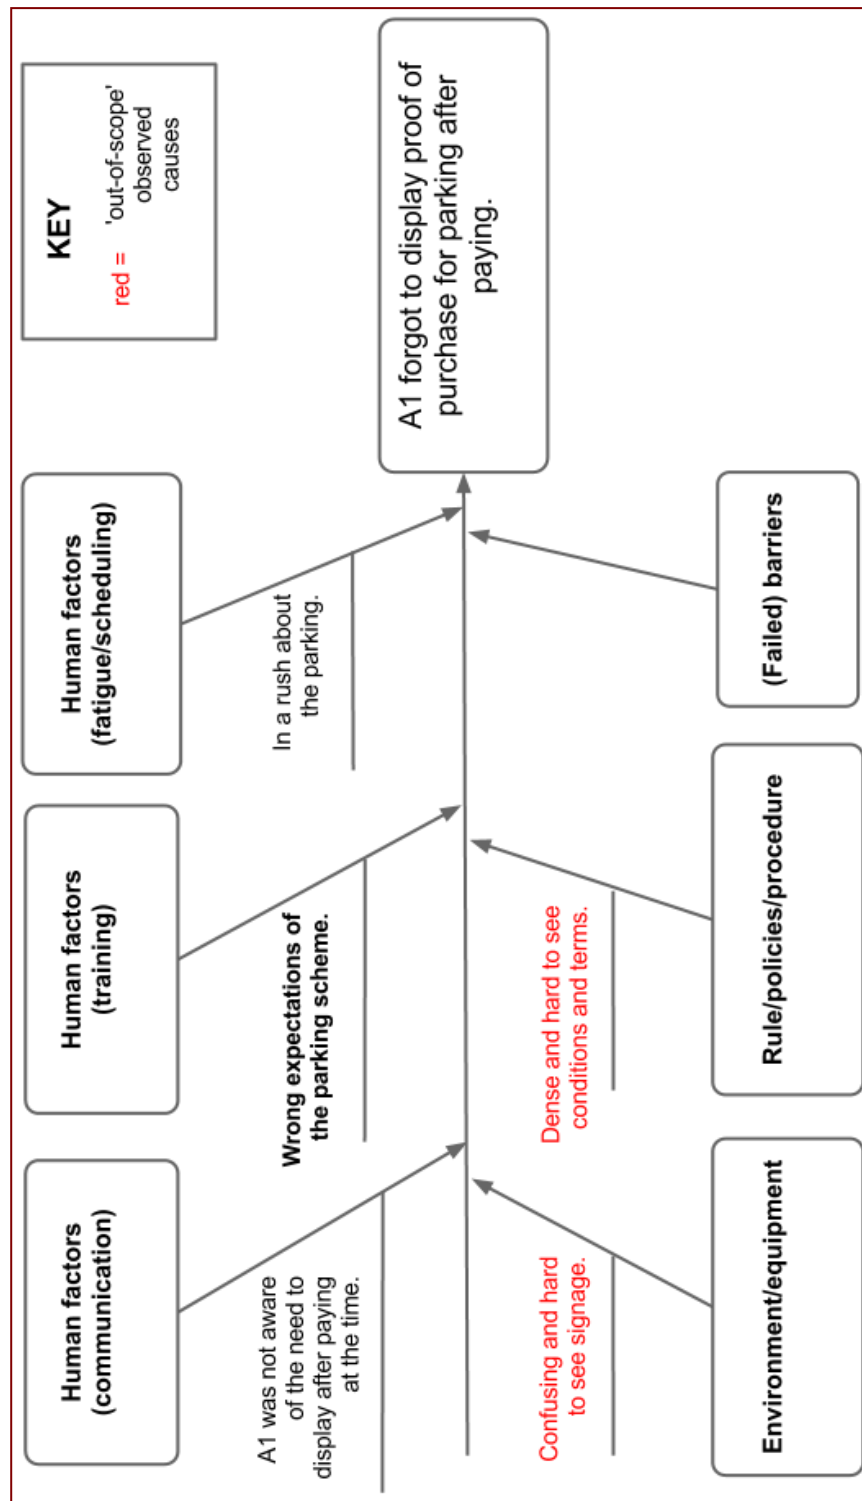 Human factors
(communication)
Human factors
(training)
Human factors
(fatigue/scheduling)
KEY
red =
'out-of-scope'
observed
causes
A1 was not aware
of the need to
display after paying
at the time.
Wrong expectations of
the parking scheme.
In a rush about
the parking.
A1 forgot to display proof of
purchase for parking after
paying.
Confusing and hard
to see signage.
Dense and hard to see
conditions and terms.
Environment/equipment
Rule/policies/procedure
(Failed) barriers